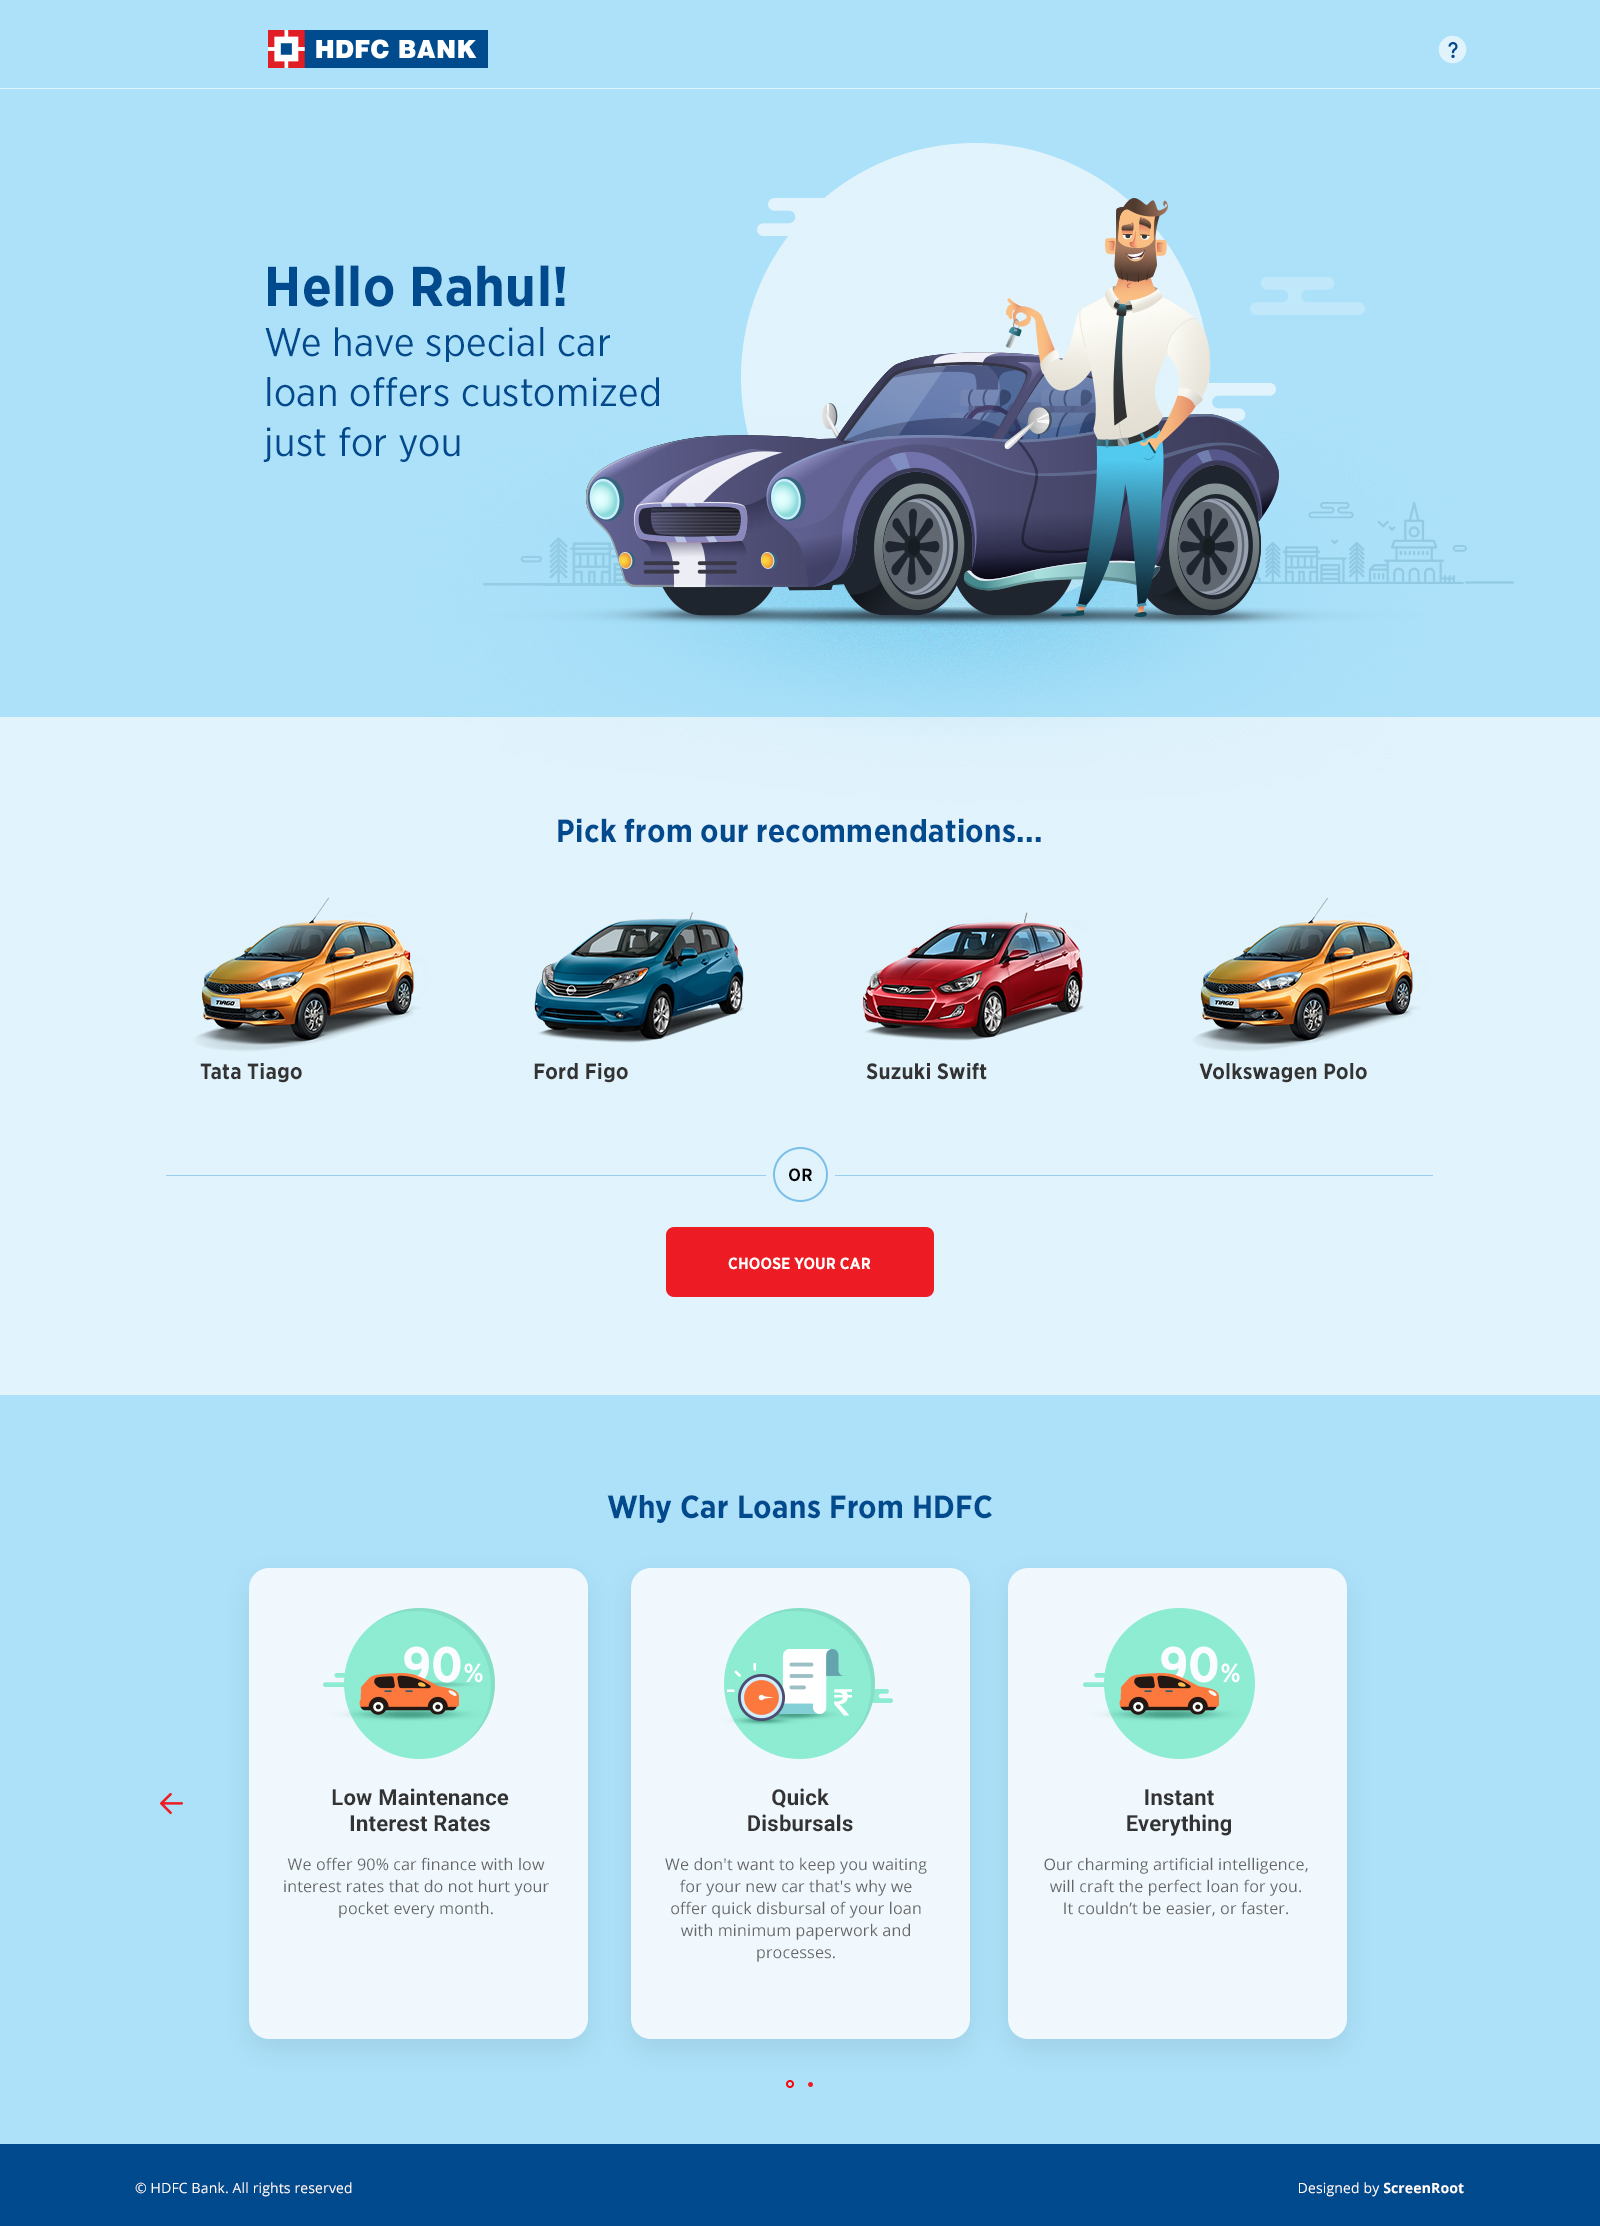 HDFC BANK
?
Hello Rahul!
We have special car
loan offers customized
just for you
Pick from our recommendations...
TIAGO
TIAGO
Tata Tiago
Ford Figo
Suzuki Swift
Volkswagen Polo
OR
CHOOSE YOUR CAR
Why Car Loans From HDFC
90%
₹
90%
Low Maintenance
Interest Rates
Quick
Disbursals
Instant
Everything
We offer 90% car finance with low
interest rates that do not hurt your
pocket every month.
We don't want to keep you waiting
for your new car that's why we
offer quick disbursal of your loan
with minimum paperwork and
processes.
Our charming artificial intelligence,
will craft the perfect loan for you.
It couldn't be easier, or faster.
© HDFC Bank. All rights reserved
Designed by ScreenRoot